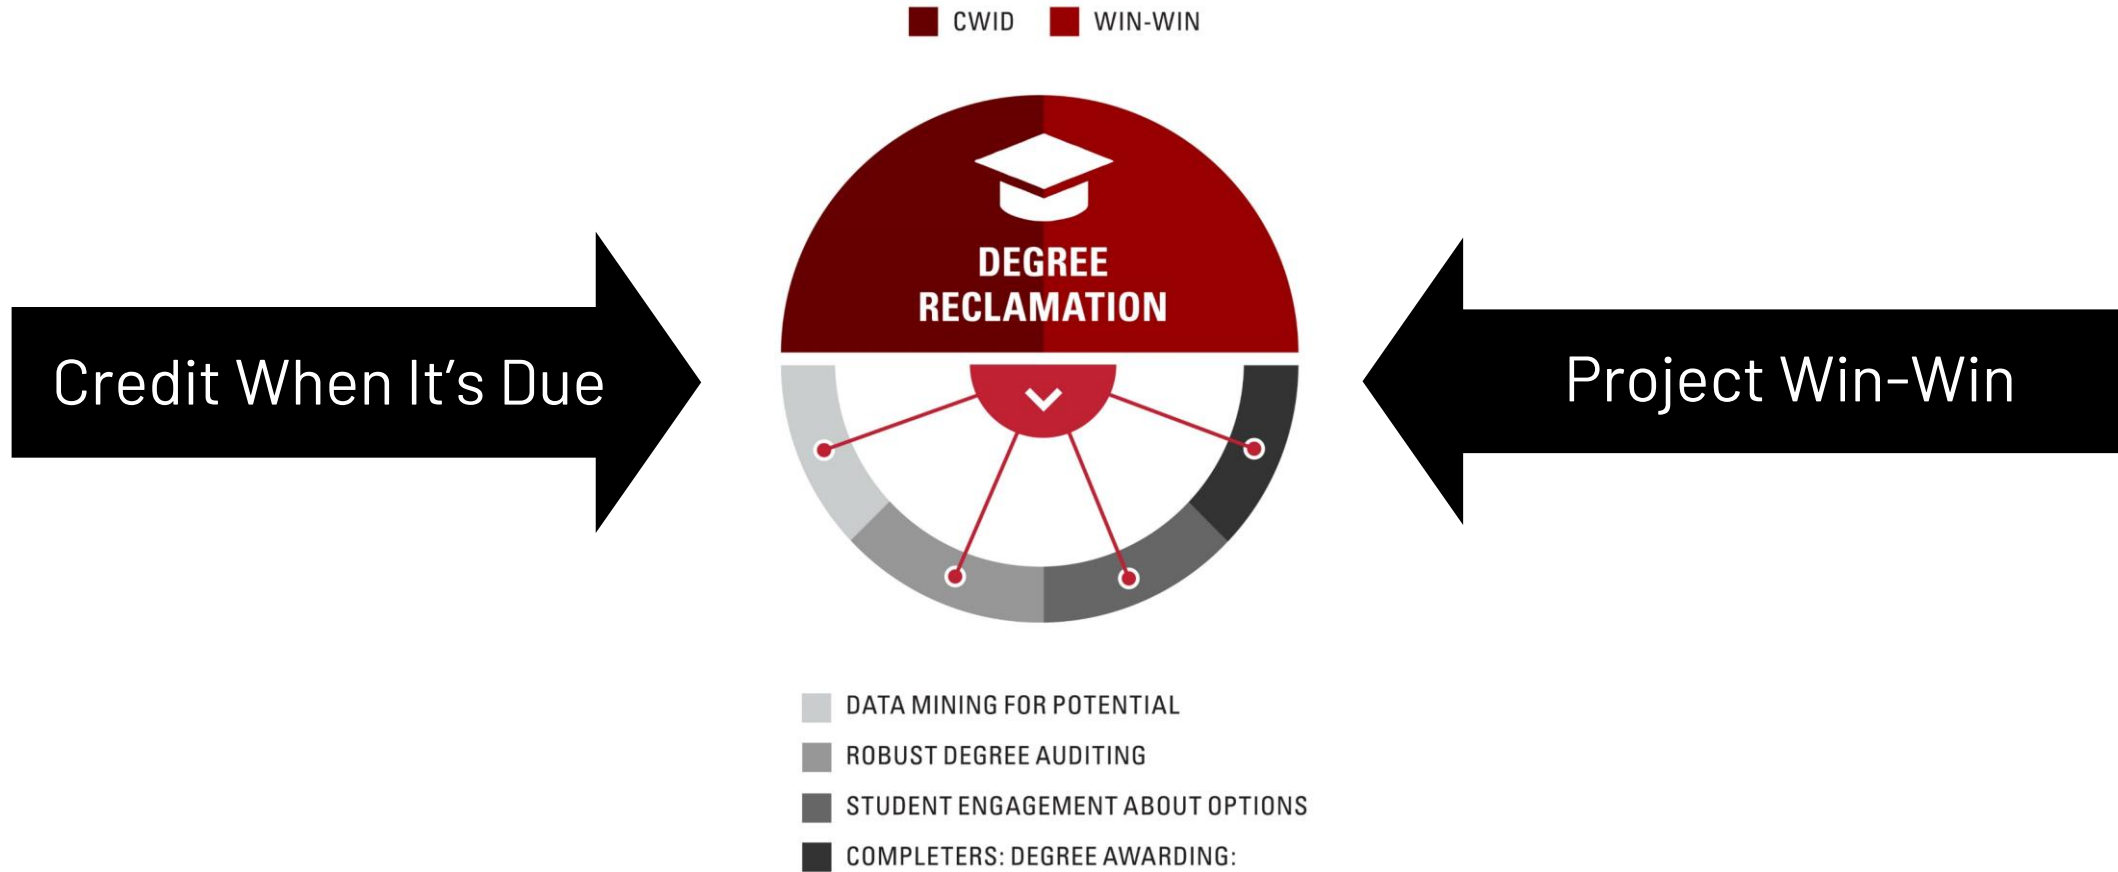 CWID WIN-WIN
DEGREE
RECLAMATION
Credit When It's Due
Project Win-Win
DATA MINING FOR POTENTIAL
ROBUST DEGREE AUDITING
STUDENT ENGAGEMENT ABOUT OPTIONS
COMPLETERS: DEGREE AWARDING: